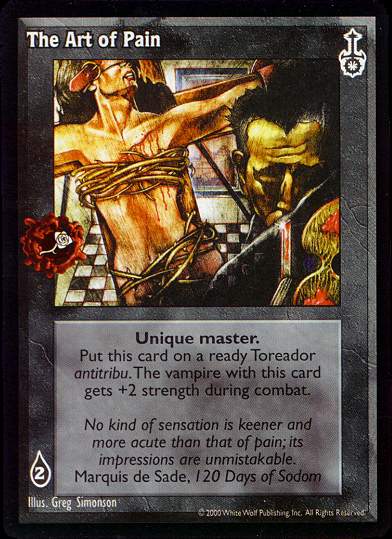 The Art of Pain
Unique master.
Put this card on a ready Toreador
antitribu. The vampire with this card
gets +2 strength during combat.
No kind of sensation is keener and
more acute than that of pain; its
impressions are unmistakable.
Marquis de Sade, 120 Days of Sodom
2
Illus. Greg Simonson
© 2000 White Wolf Publishing, Inc. All Rights Reserved.